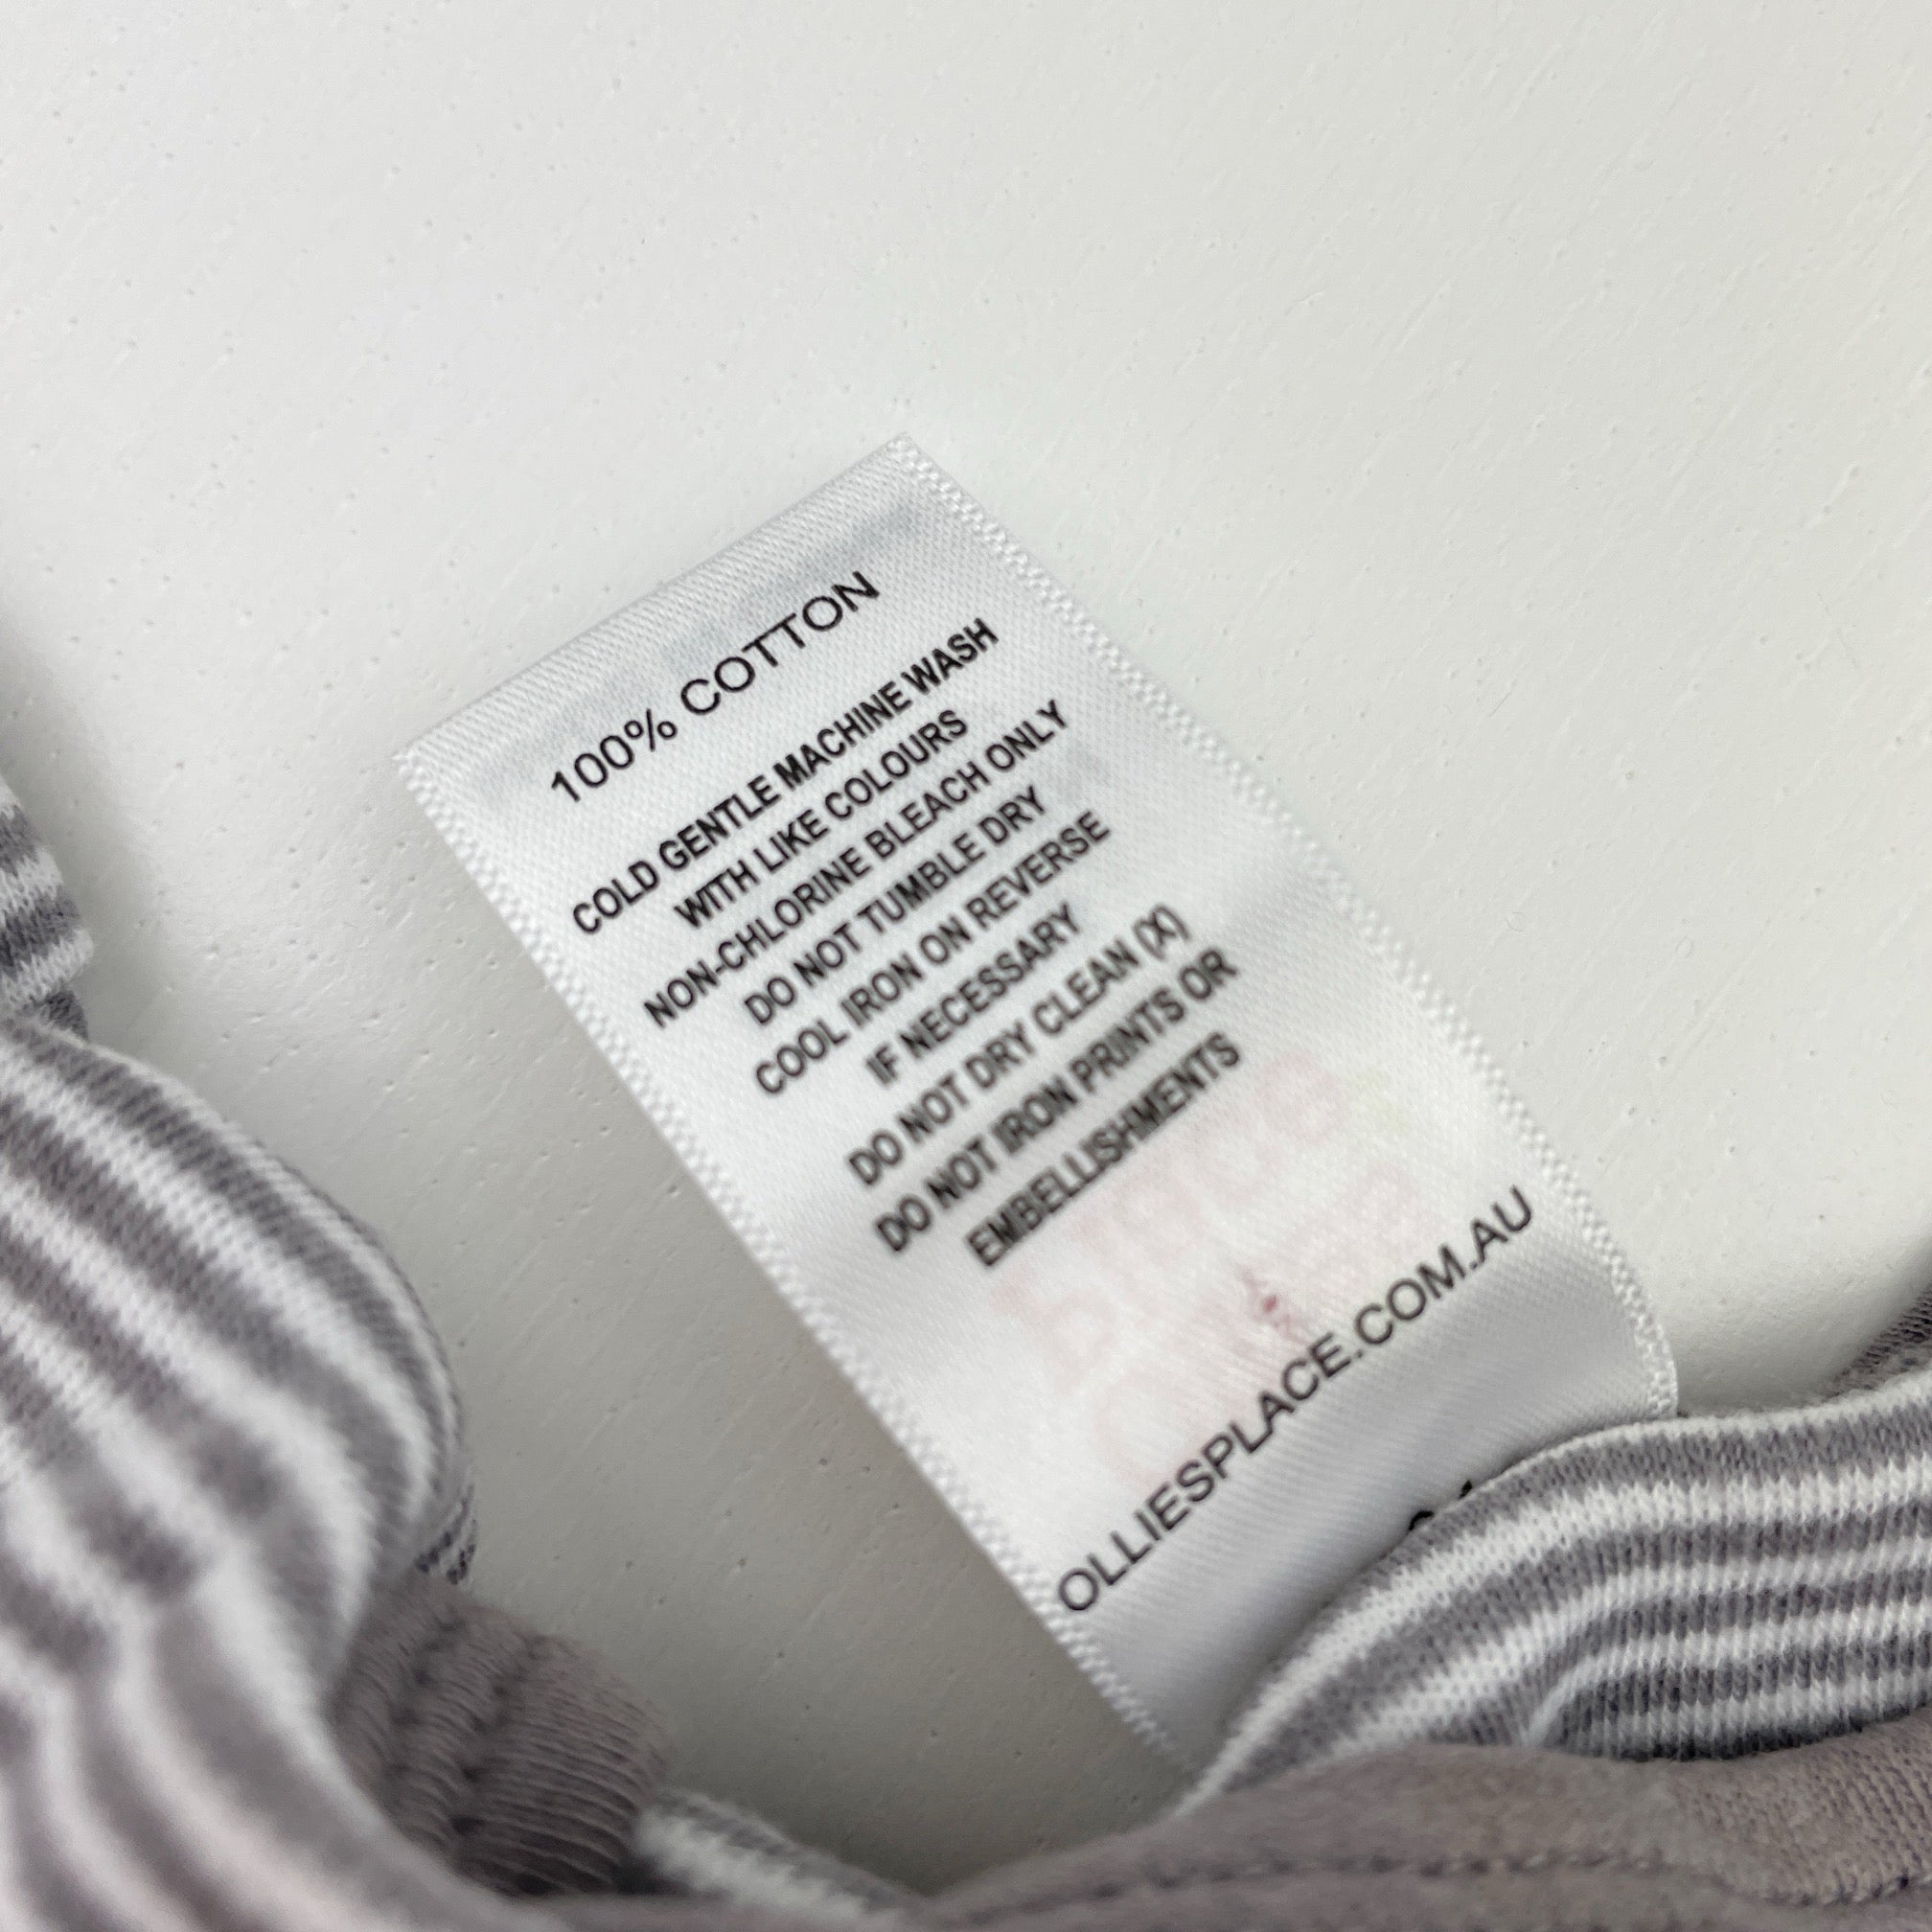 100% COTTON
COLD GENTLE MACHINE WASH
WITH LIKE COLOURS
NON-CHLORINE BLEACH ONLY
DO NOT TUMBLE DRY
COOL IRON ON REVERSE
IF NECESSARY
DO NOT DRY CLEAN (X)
DO NOT IRON PRINTS OR
EMBELLISHMENTS
OLLIESPLACE.COM.AU